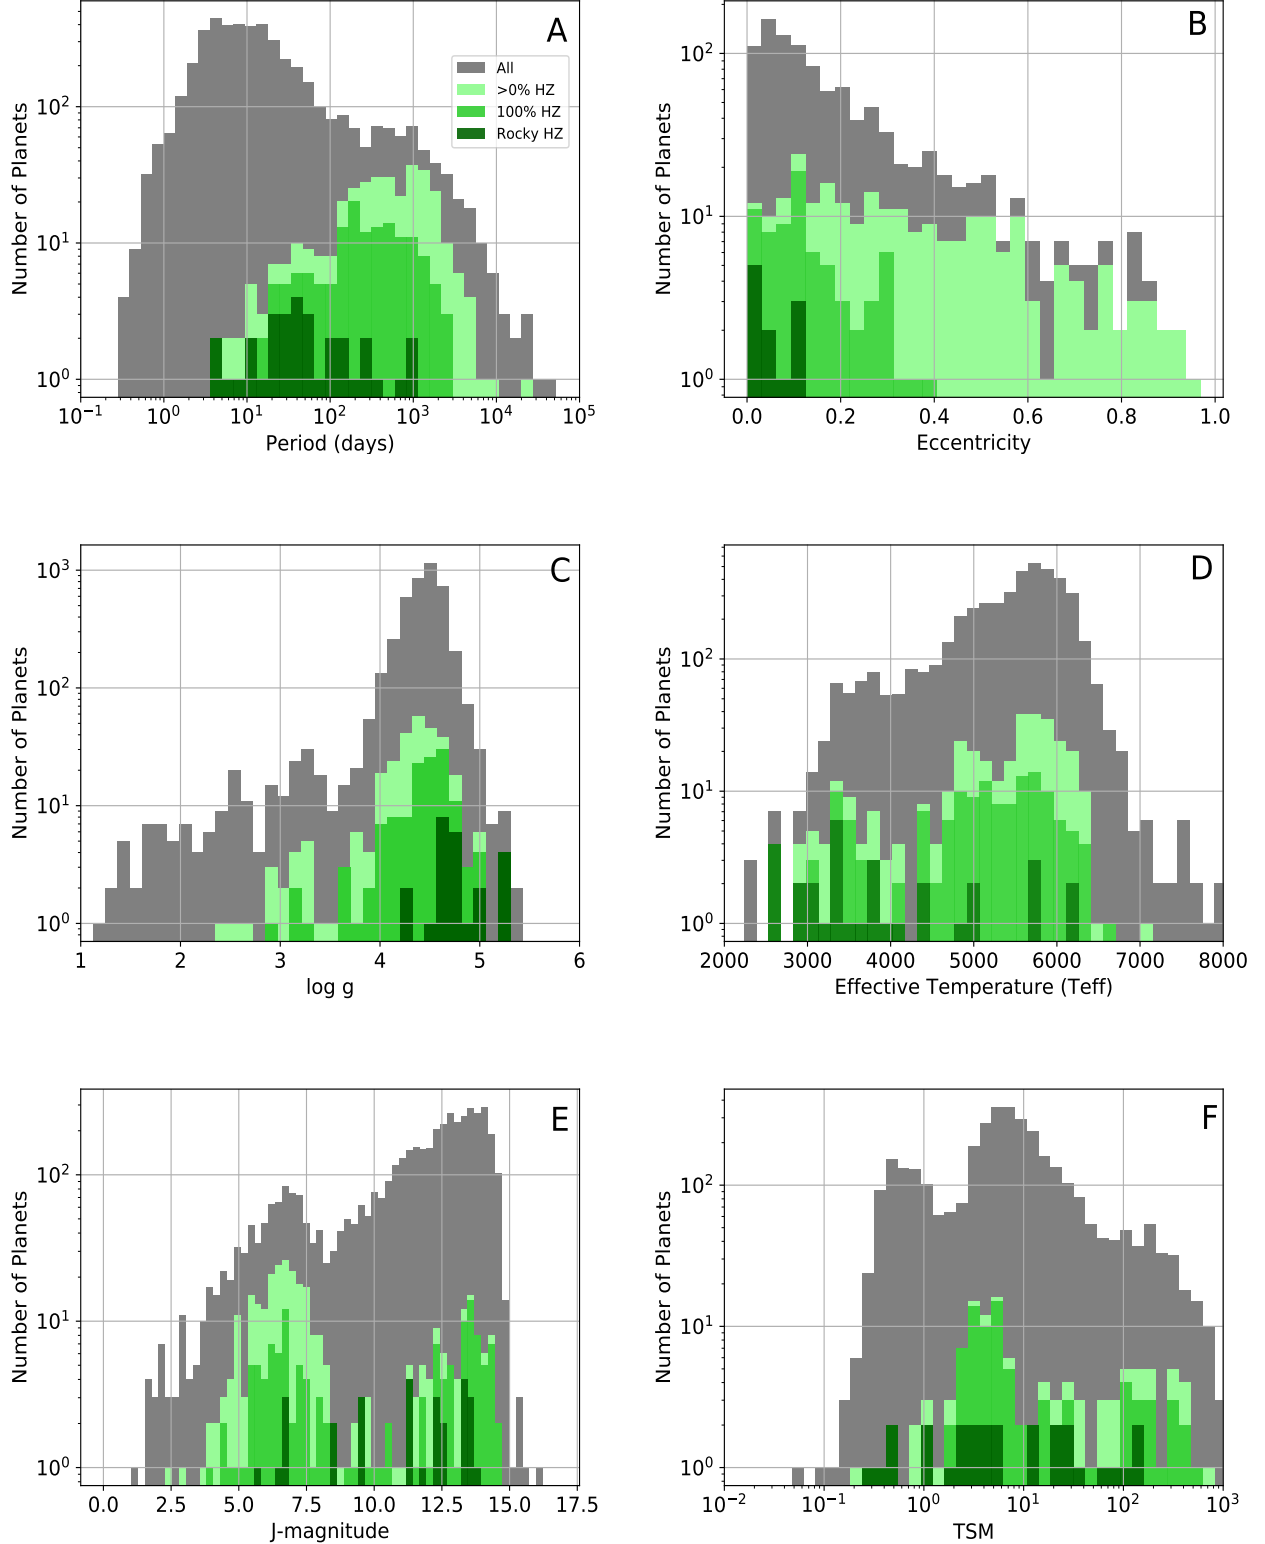 A
All
>0% HZ
100% HZ
Rocky HZ
Number of Planets
10² 10¹ 10⁰
10⁻¹ 10⁰ 10¹ 10² 10³ 10⁴ 10⁵
Period (days)
B
Number of Planets
10² 10¹ 10⁰
0.0 0.2 0.4 0.6 0.8 1.0
Eccentricity
C
Number of Planets
10³ 10² 10¹ 10⁰
1 2 3 4 5 6
log g
D
Number of Planets
10² 10¹ 10⁰
2000 3000 4000 5000 6000 7000 8000
Effective Temperature (Teff)
E
Number of Planets
10² 10¹ 10⁰
0.0 2.5 5.0 7.5 10.0 12.5 15.0 17.5
J-magnitude
F
Number of Planets
10² 10¹ 10⁰
10⁻² 10⁻¹ 10⁰ 10¹ 10² 10³
TSM